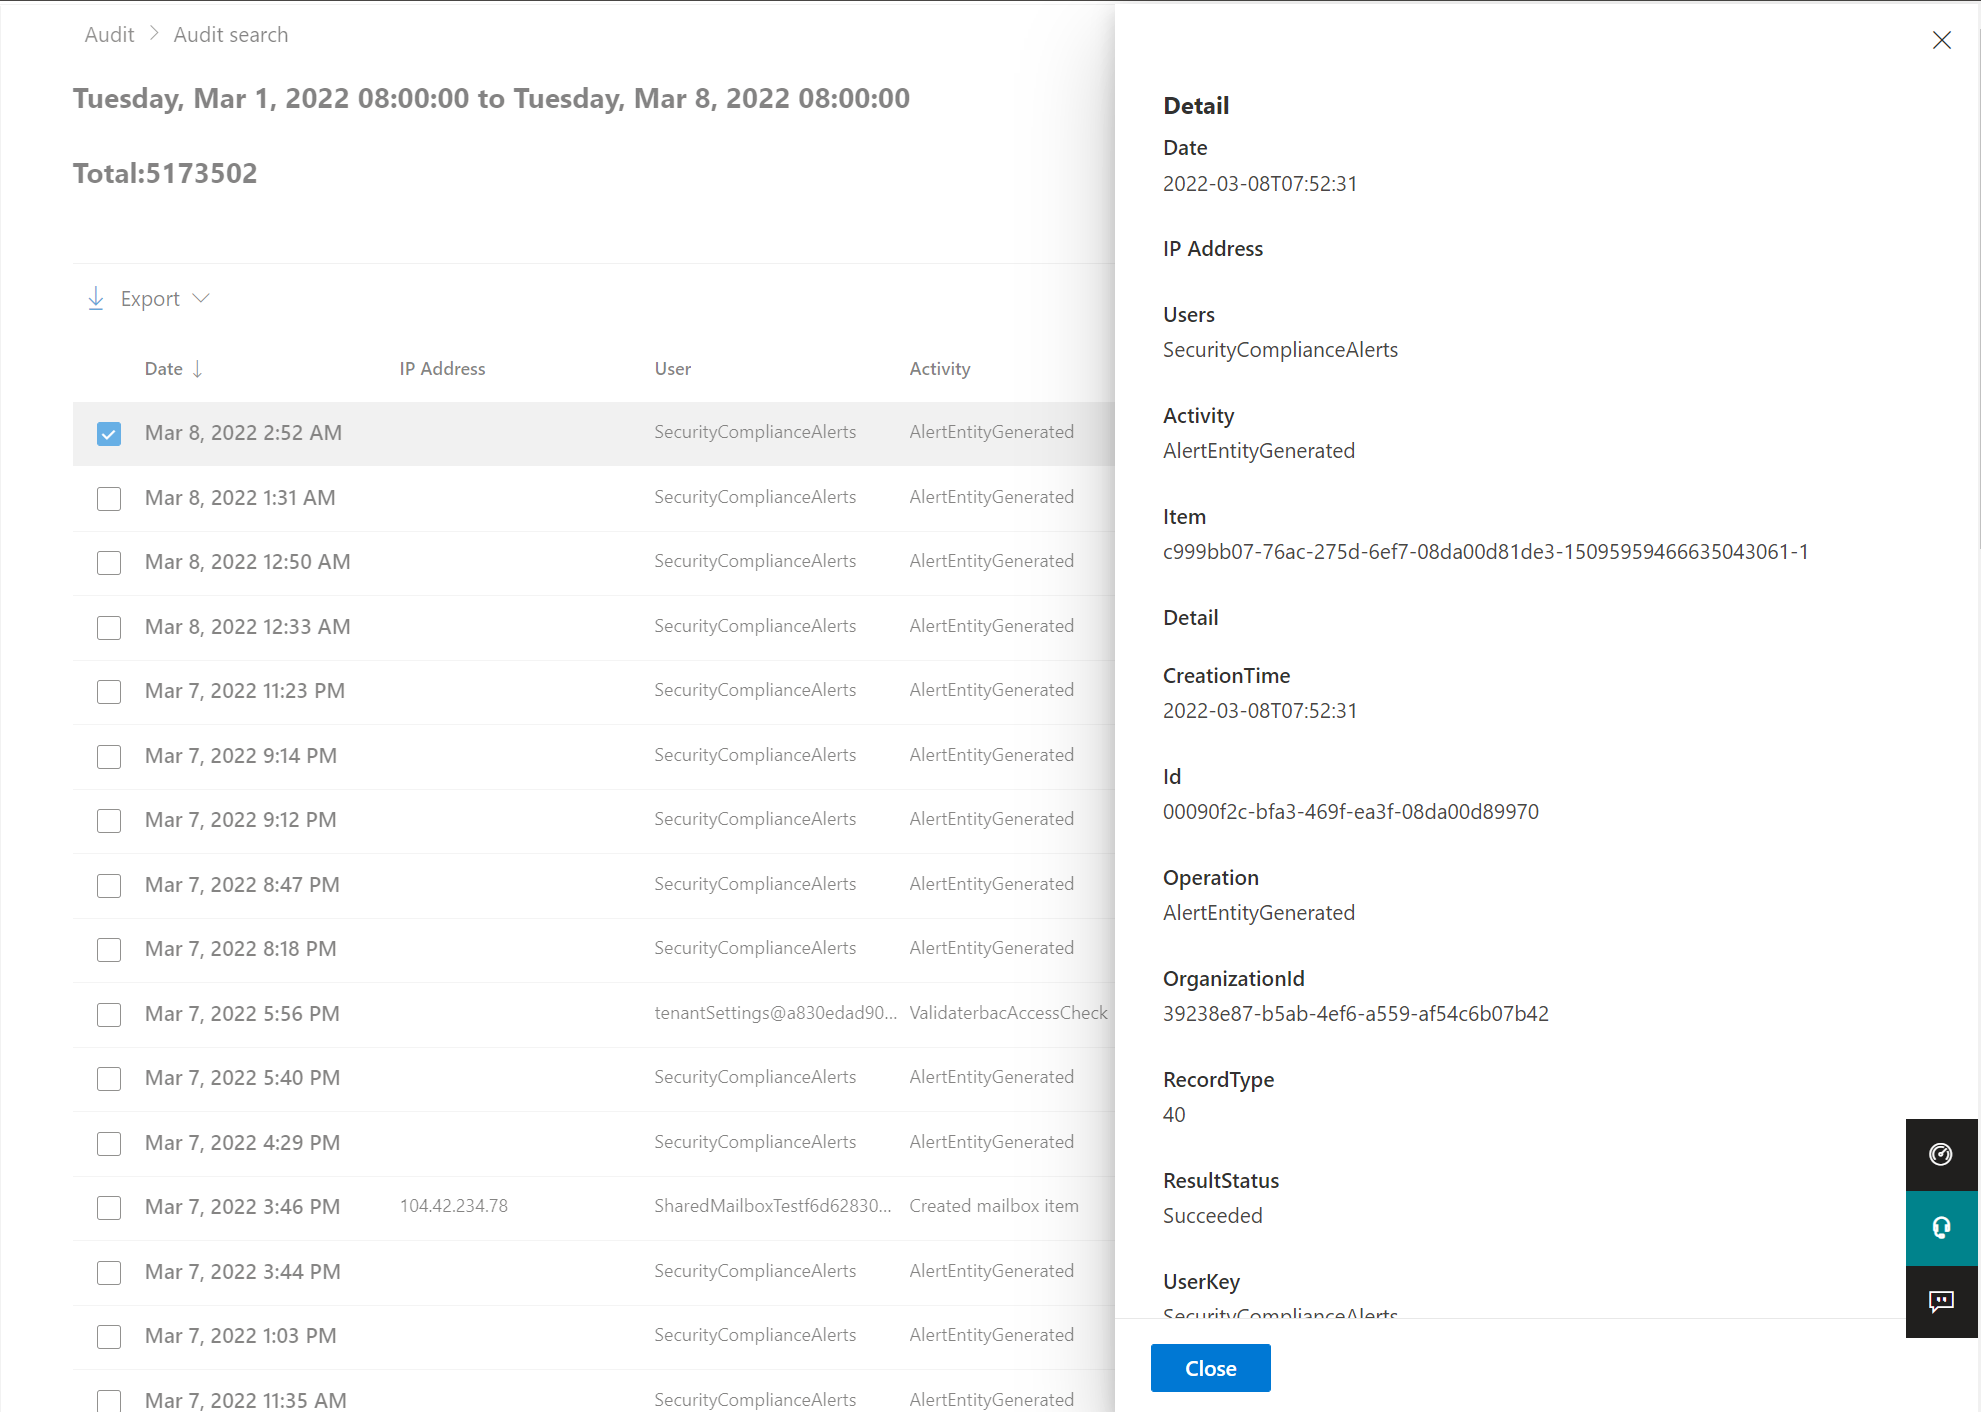 Audit > Audit search
Tuesday, Mar 1, 2022 08:00:00 to Tuesday, Mar 8, 2022 08:00:00
Total:5173502
Export
Date ↓ IP Address User Activity
Mar 8, 2022 2:52 AM SecurityComplianceAlerts AlertEntityGenerated
Mar 8, 2022 1:31 AM SecurityComplianceAlerts AlertEntityGenerated
Mar 8, 2022 12:50 AM SecurityComplianceAlerts AlertEntityGenerated
Mar 8, 2022 12:33 AM SecurityComplianceAlerts AlertEntityGenerated
Mar 7, 2022 11:23 PM SecurityComplianceAlerts AlertEntityGenerated
Mar 7, 2022 9:14 PM SecurityComplianceAlerts AlertEntityGenerated
Mar 7, 2022 9:12 PM SecurityComplianceAlerts AlertEntityGenerated
Mar 7, 2022 8:47 PM SecurityComplianceAlerts AlertEntityGenerated
Mar 7, 2022 8:18 PM SecurityComplianceAlerts AlertEntityGenerated
Mar 7, 2022 5:56 PM tenantSettings@a830edad90... ValidaterbacAccessCheck
Mar 7, 2022 5:40 PM SecurityComplianceAlerts AlertEntityGenerated
Mar 7, 2022 4:29 PM SecurityComplianceAlerts AlertEntityGenerated
Mar 7, 2022 3:46 PM 104.42.234.78 SharedMailboxTestf6d62830... Created mailbox item
Mar 7, 2022 3:44 PM SecurityComplianceAlerts AlertEntityGenerated
Mar 7, 2022 1:03 PM SecurityComplianceAlerts AlertEntityGenerated
Mar 7, 2022 11:35 AM SecurityComplianceAlerts AlertEntityGenerated
Detail
Date
2022-03-08T07:52:31
IP Address
Users
SecurityComplianceAlerts
Activity
AlertEntityGenerated
Item
c999bb07-76ac-275d-6ef7-08da00d81de3-15095959466635043061-1
Detail
CreationTime
2022-03-08T07:52:31
Id
00090f2c-bfa3-469f-ea3f-08da00d89970
Operation
AlertEntityGenerated
OrganizationId
39238e87-b5ab-4ef6-a559-af54c6b07b42
RecordType
40
ResultStatus
Succeeded
UserKey
SecurityComplianceAlerts
Close